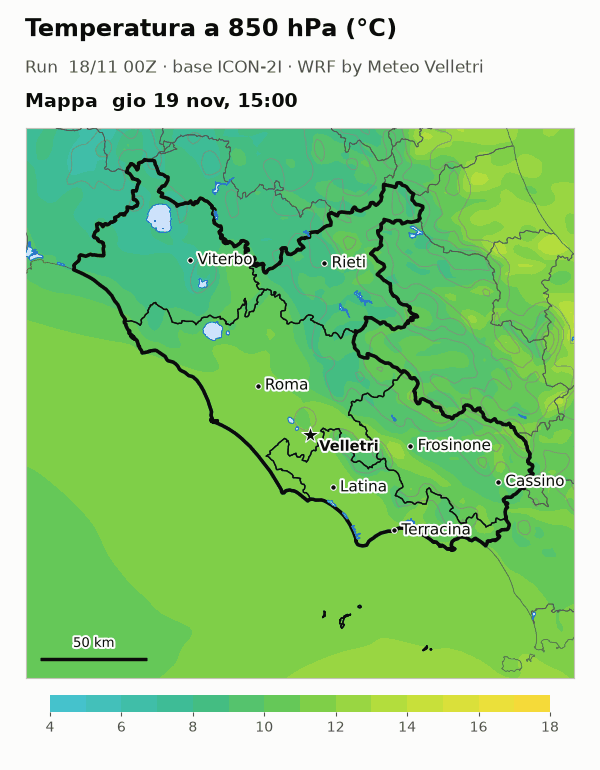 Temperatura a 850 hPa (°C)
Run  18/11 00Z · base ICON-2I · WRF by Meteo Velletri
Mappa  gio 19 nov, 15:00
Viterbo
Rieti
Roma
Velletri
Frosinone
Cassino
Latina
Terracina
50 km
4 6 8 10 12 14 16 18